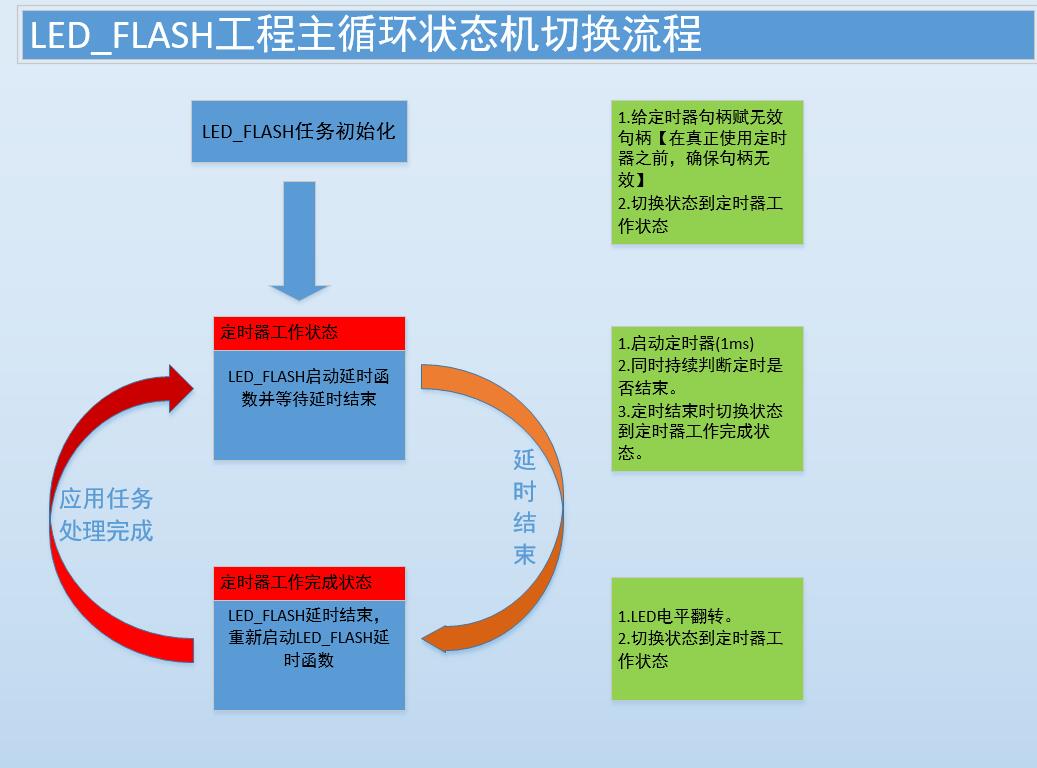 LED_FLASH工程主循环状态机切换流程
LED_FLASH任务初始化
1.给定时器句柄赋无效
句柄【在真正使用定时
器之前，确保句柄无
效】
2.切换状态到定时器工
作状态
定时器工作状态
LED_FLASH启动延时函
数并等待延时结束
1.启动定时器(1ms)
2.同时持续判断定时是
否结束。
3.定时结束时切换状态
到定时器工作完成状
态。
应用任务
处理完成
延
时
结
束
定时器工作完成状态
LED_FLASH延时结束，
重新启动LED_FLASH延
时函数
1.LED电平翻转。
2.切换状态到定时器工
作状态